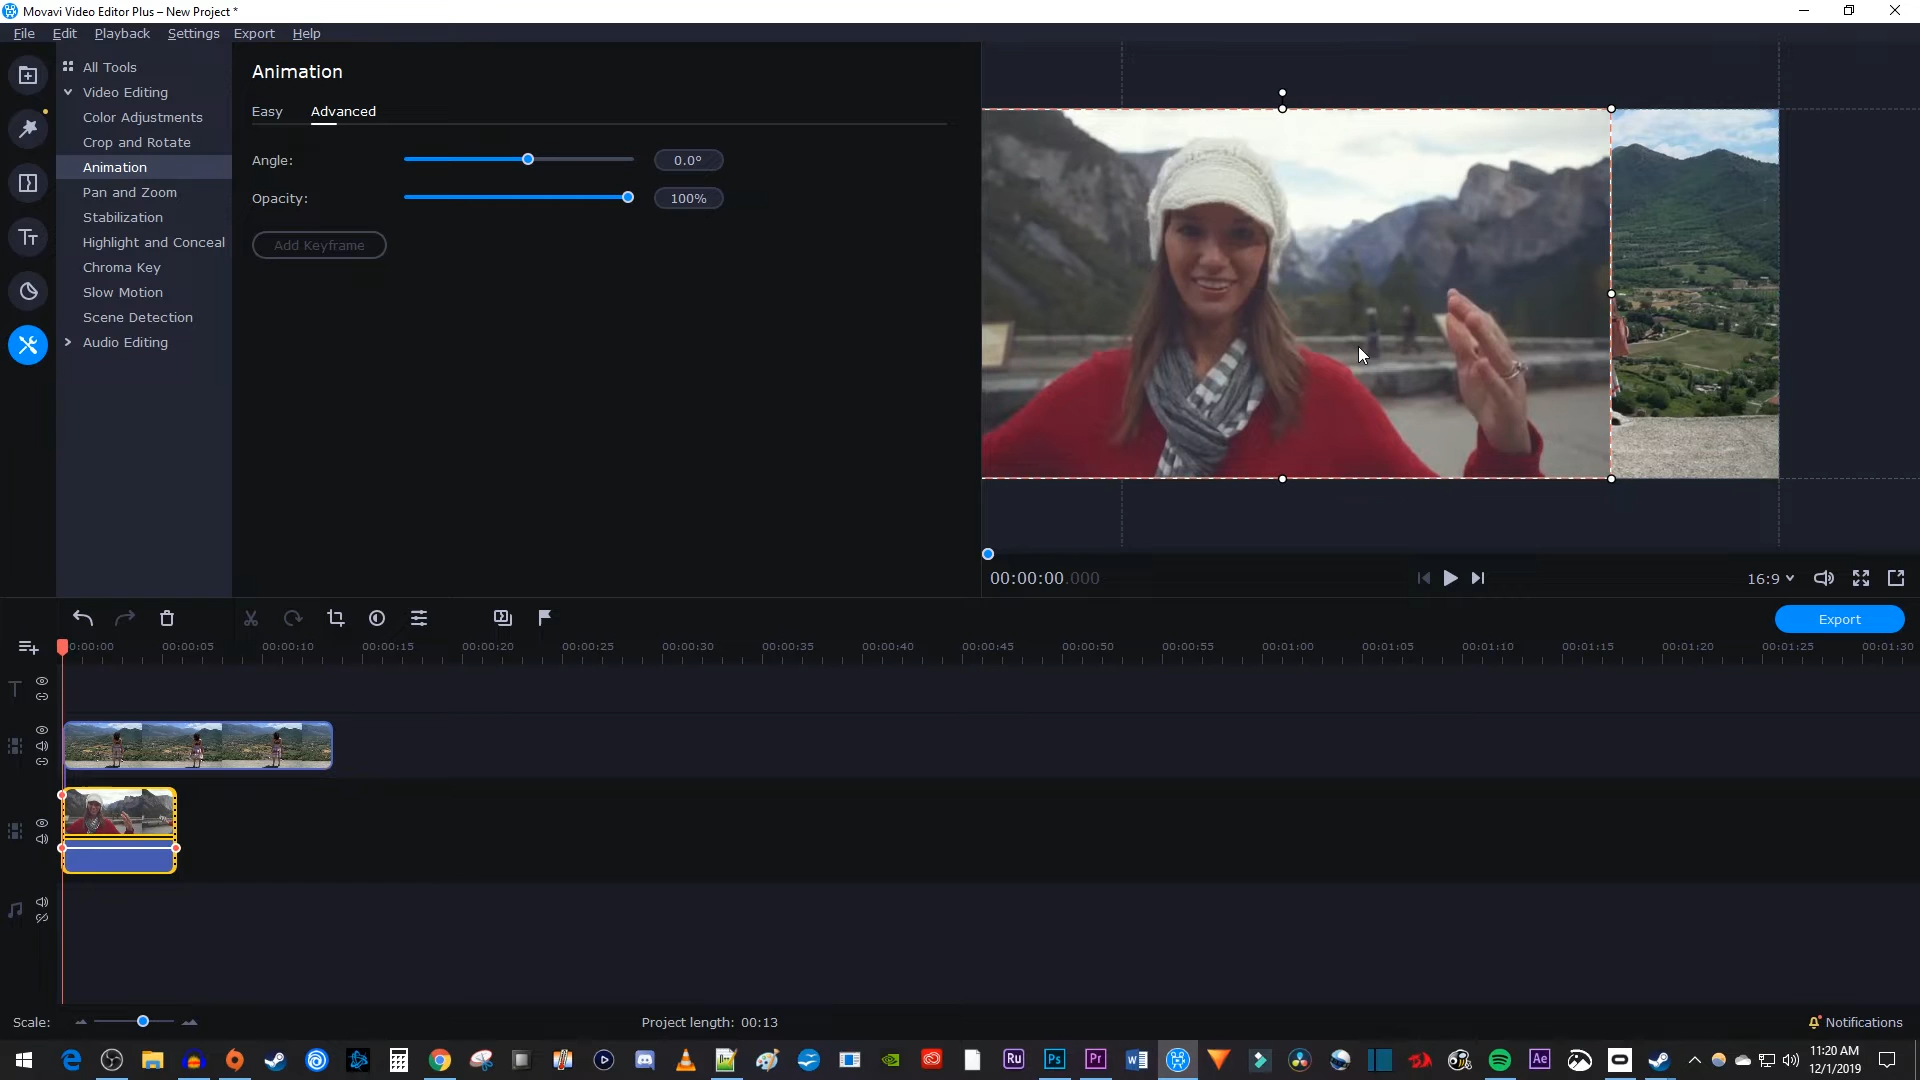 Movavi Video Editor Plus – New Project *
File Edit Playback Settings Export Help
All Tools
Video Editing
Color Adjustments
Crop and Rotate
Animation
Pan and Zoom
Stabilization
Highlight and Conceal
Chroma Key
Slow Motion
Scene Detection
Audio Editing
Animation
Easy Advanced
Angle: 0.0°
Opacity: 100%
Add Keyframe
00:00:00.000
16:9
Export
0:00:00 00:00:05 00:00:10 00:00:15 00:00:20 00:00:25 00:00:30 00:00:35 00:00:40 00:00:45 00:00:50 00:00:55 00:01:00 00:01:05 00:01:10 00:01:15 00:01:20 00:01:25 00:01:30
Scale:
Project length: 00:13
Notifications
Ru Ps Pr Ae
11:20 AM
12/1/2019